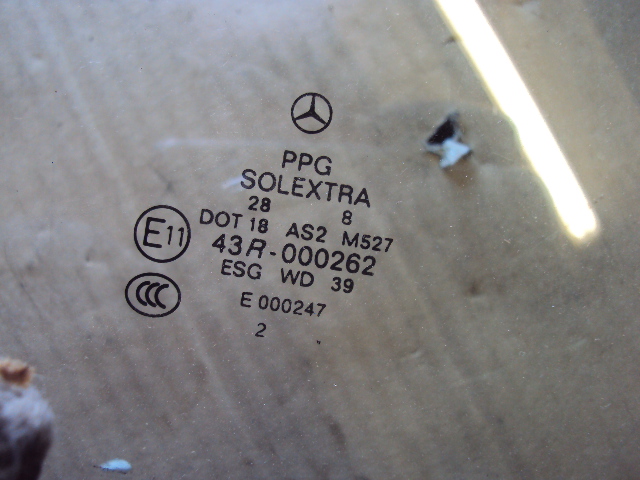 PPG
SOLEXTRA
28 8
DOT 18 AS2 M527
E11 43R-000262
ESG WD 39
CCC
E 000247
2